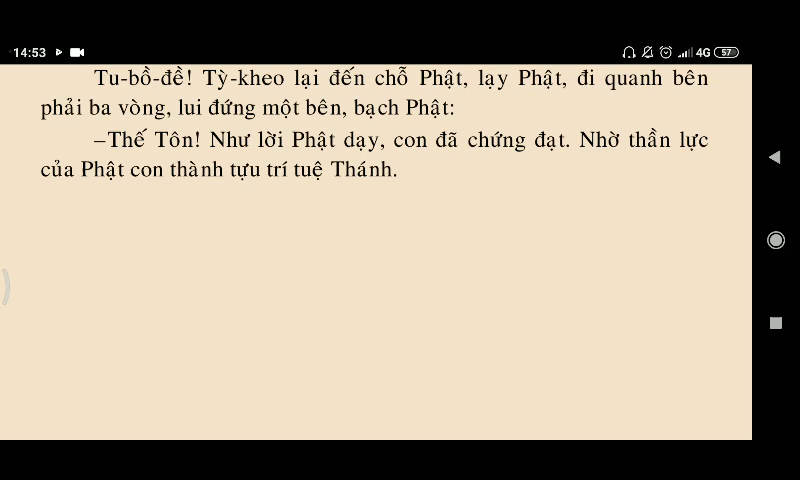 14:53
4G 57
Tu-bồ-đề! Tỳ-kheo lại đến chỗ Phật, lạy Phật, đi quanh bên
phải ba vòng, lui đứng một bên, bạch Phật:
–Thế Tôn! Như lời Phật dạy, con đã chứng đạt. Nhờ thần lực
của Phật con thành tựu trí tuệ Thánh.